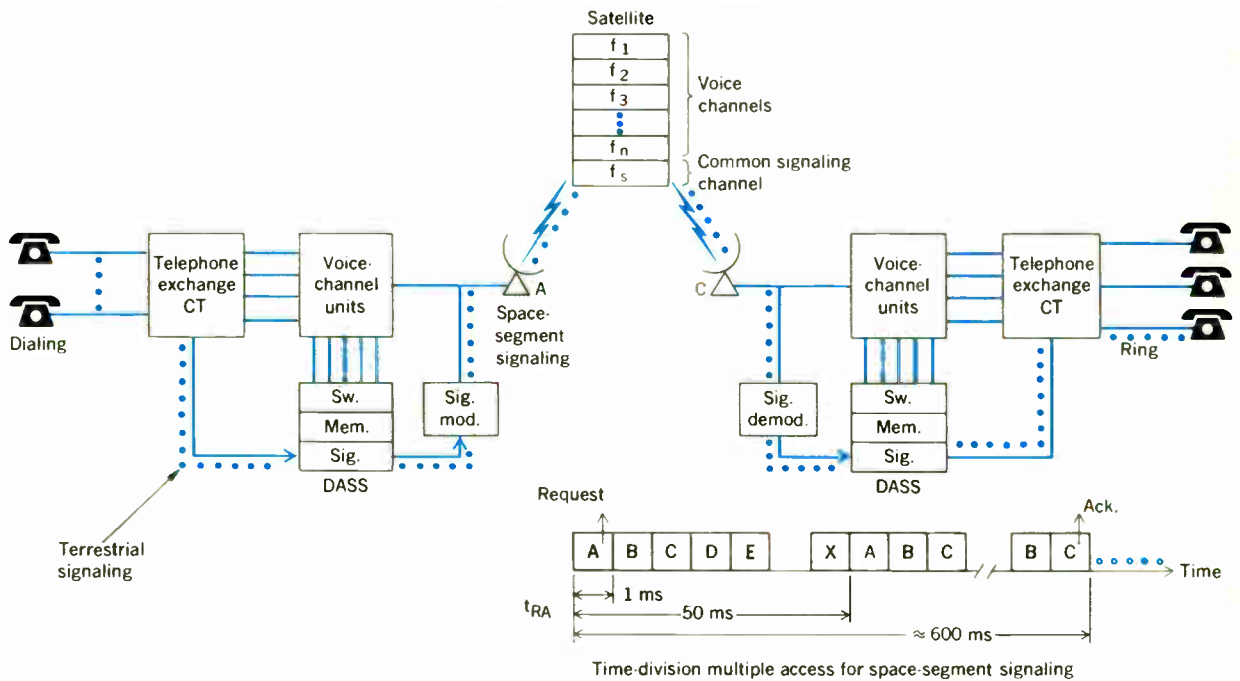 Satellite
f1
f2
f3
fn
fs
Voice
channels
Common signaling
channel
Telephone
exchange
CT
Voice-
channel
units
A
Space-
segment
signaling
Dialing
Sw.
Mem.
Sig.
DASS
Sig.
mod.
Terrestrial
signaling
C
Voice-
channel
units
Telephone
exchange
CT
Ring
Sig.
demod.
Sw.
Mem.
Sig.
DASS
Request
Ack.
A B C D E X A B C B C
Time
tRA
1 ms
50 ms
≈ 600 ms
Time-division multiple access for space-segment signaling